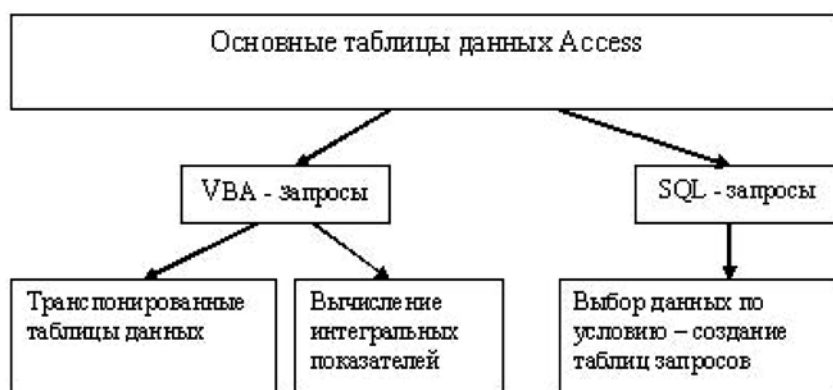 Основные таблицы данных Access
VBA - запросы
SQL - запросы
Транспонированные
таблицы данных
Вычисление
интегральных
показателей
Выбор данных по
условию – создание
таблиц запросов